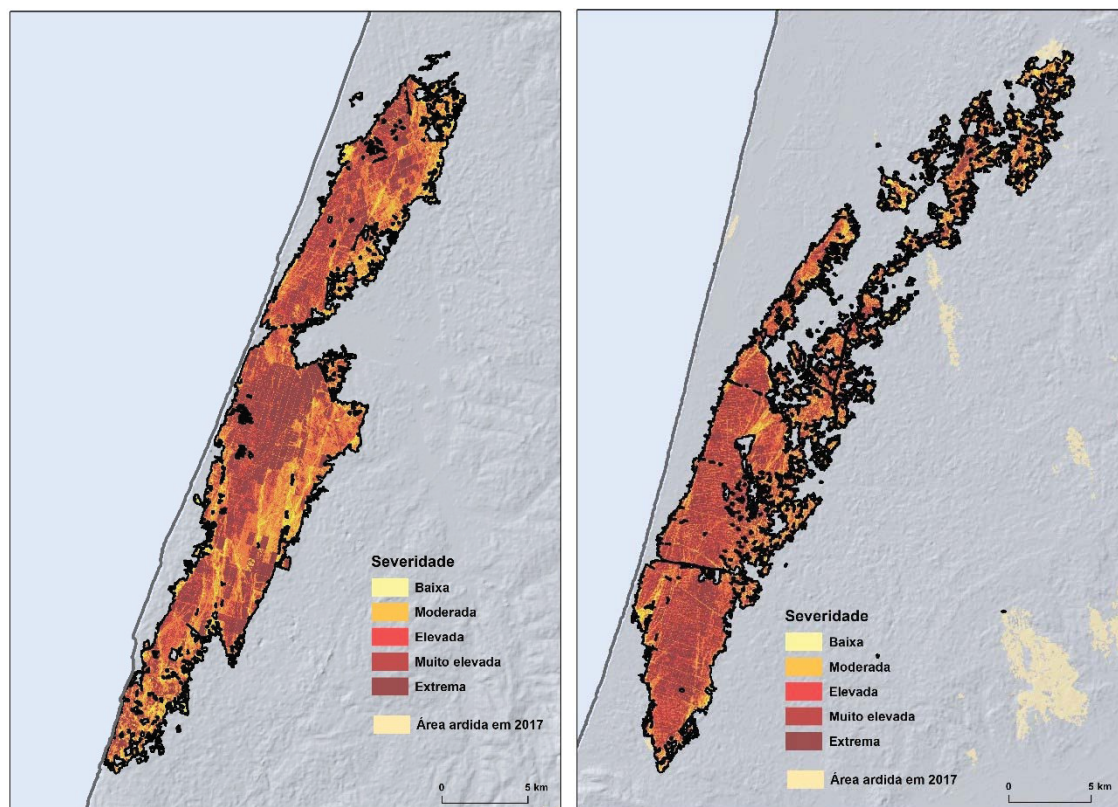 Severidade
Baixa
Moderada
Elevada
Muito elevada
Extrema
Área ardida em 2017
0 5 km
Severidade
Baixa
Moderada
Elevada
Muito elevada
Extrema
Área ardida em 2017
0 5 km